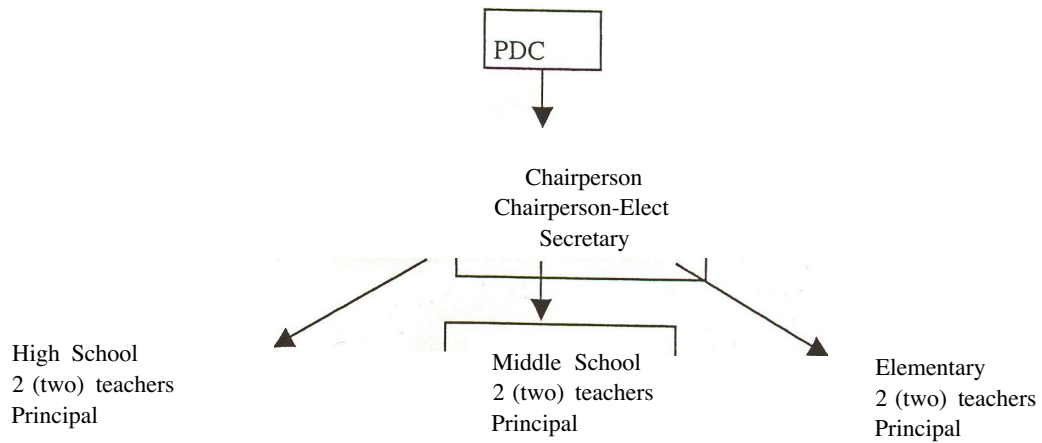 PDC
Chairperson
Chairperson-Elect
Secretary
High School
2 (two) teachers
Principal
Middle School
2 (two) teachers
Principal
Elementary
2 (two) teachers
Principal